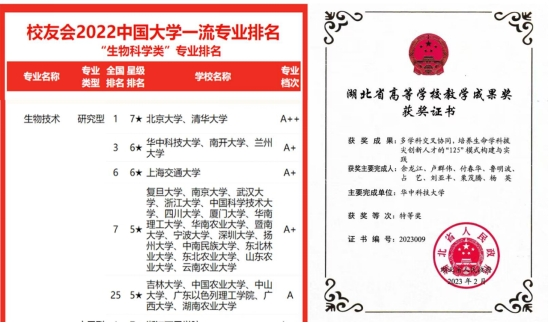 校友会2022中国大学一流专业排名
“生物科学类”专业排名
专业名称 专业类型 全国排名 星级排名 学校名称 专业档次
生物技术 研究型 1 7★ 北京大学、清华大学 A++
3 6★ 华中科技大学、南开大学、兰州
大学 A+
6 6★ 上海交通大学 A+
复旦大学、南京大学、武汉大
学、浙江大学、中国科学技术大
学、四川大学、厦门大学、华南
理工大学、华南农业大学、暨南
7 5★ 大学、宁波大学、深圳大学、扬 A+
州大学、中南民族大学、东北林
业大学、东北农业大学、山东农
业大学、云南农业大学
吉林大学、中国农业大学、中山
25 5★ 大学、广东以色列理工学院、广 A
西大学、湖南农业大学
湖北省高等学校教学成果奖
获奖证书
获奖成果：多学科交叉协同，培养生命学科拔
尖创新人才的“125”模式构建与实
践
获奖主要完成人：余龙江、卢群伟、付春华、鲁明波、
占艺、刘亚丰、栗茂腾、杨英
主要完成单位：华中科技大学
获奖等次：特等奖
证书编号：2023009
湖北省人民政府
2023年2月